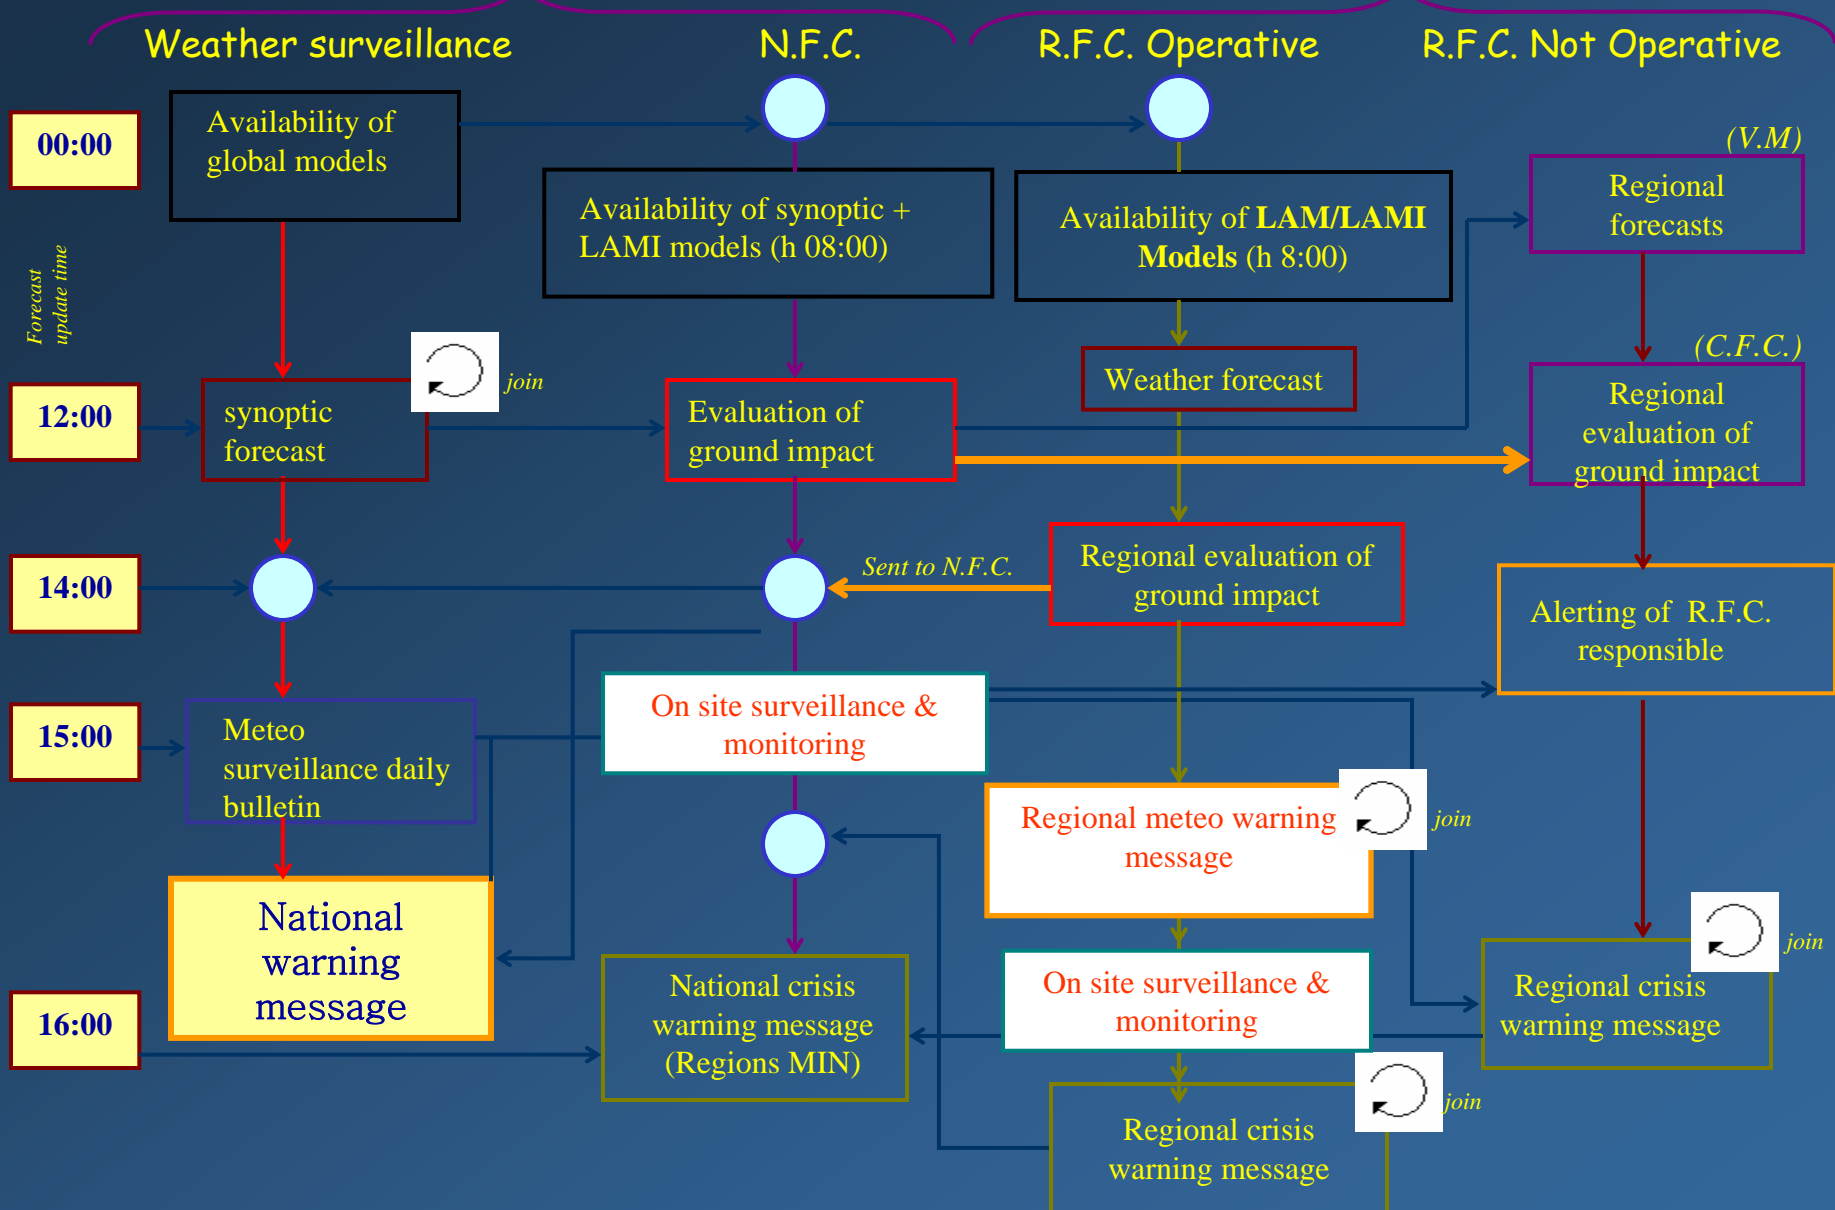 Weather surveillance
N.F.C.
R.F.C. Operative
R.F.C. Not Operative
00:00
Availability of
global models
Availability of synoptic +
LAMI models (h 08:00)
Availability of LAM/LAMI
Models (h 8:00)
(V.M)
Regional
forecasts
Forecast
update time
join
12:00
synoptic
forecast
Evaluation of
ground impact
Weather forecast
(C.F.C.)
Regional
evaluation of
ground impact
14:00
Sent to N.F.C.
Regional evaluation of
ground impact
Alerting of R.F.C.
responsible
15:00
Meteo
surveillance daily
bulletin
On site surveillance &
monitoring
Regional meteo warning
message
join
National
warning
message
16:00
National crisis
warning message
(Regions MIN)
On site surveillance &
monitoring
join
Regional crisis
warning message
join
Regional crisis
warning message